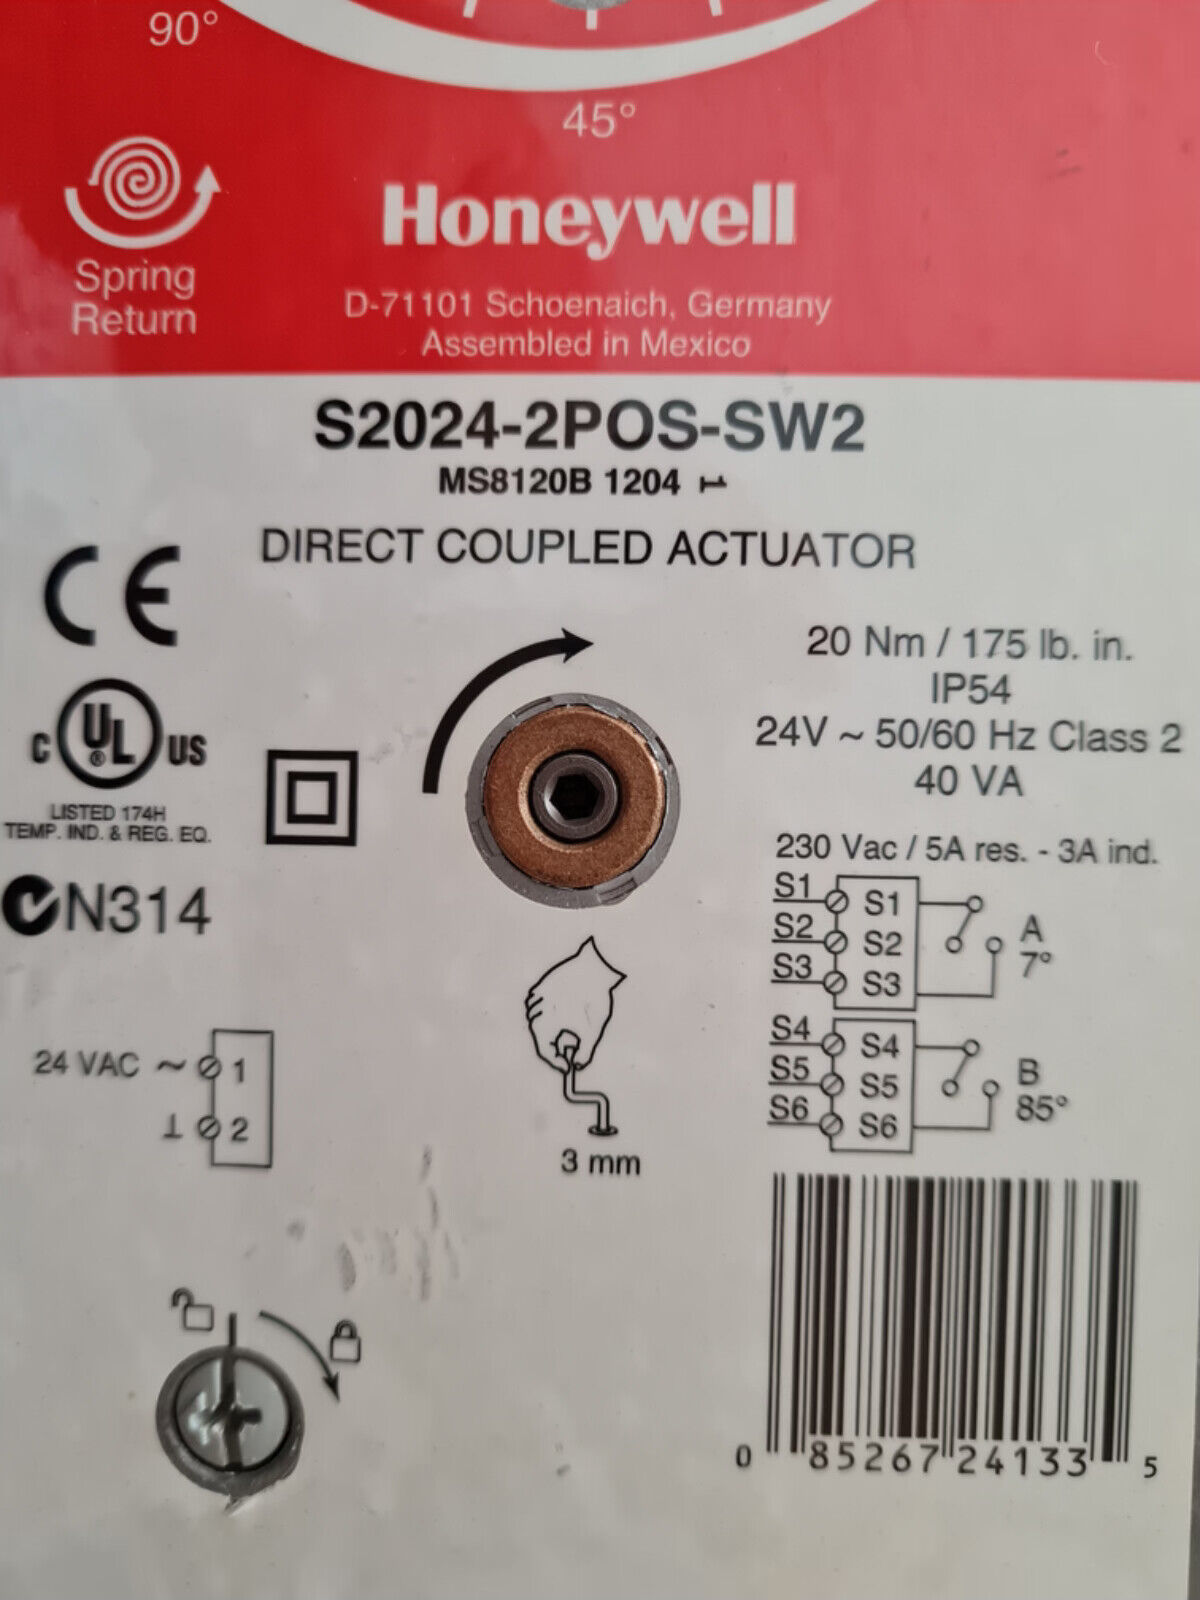 90°
45°
Spring
Return
Honeywell
D-71101 Schoenaich, Germany
Assembled in Mexico
S2024-2POS-SW2
MS8120B 1204
DIRECT COUPLED ACTUATOR
CE
C UL US
®
LISTED 174H
TEMP. IND. & REG. EQ.
N314
20 Nm / 175 lb. in.
IP54
24V ~ 50/60 Hz Class 2
40 VA
230 Vac / 5A res. - 3A ind.
S1 S1
S2 S2 A
S3 S3 7°
S4 S4
S5 S5 B
S6 S6 85°
24 VAC ~ 1
⊥ 2
3 mm
0 85267 24133 5